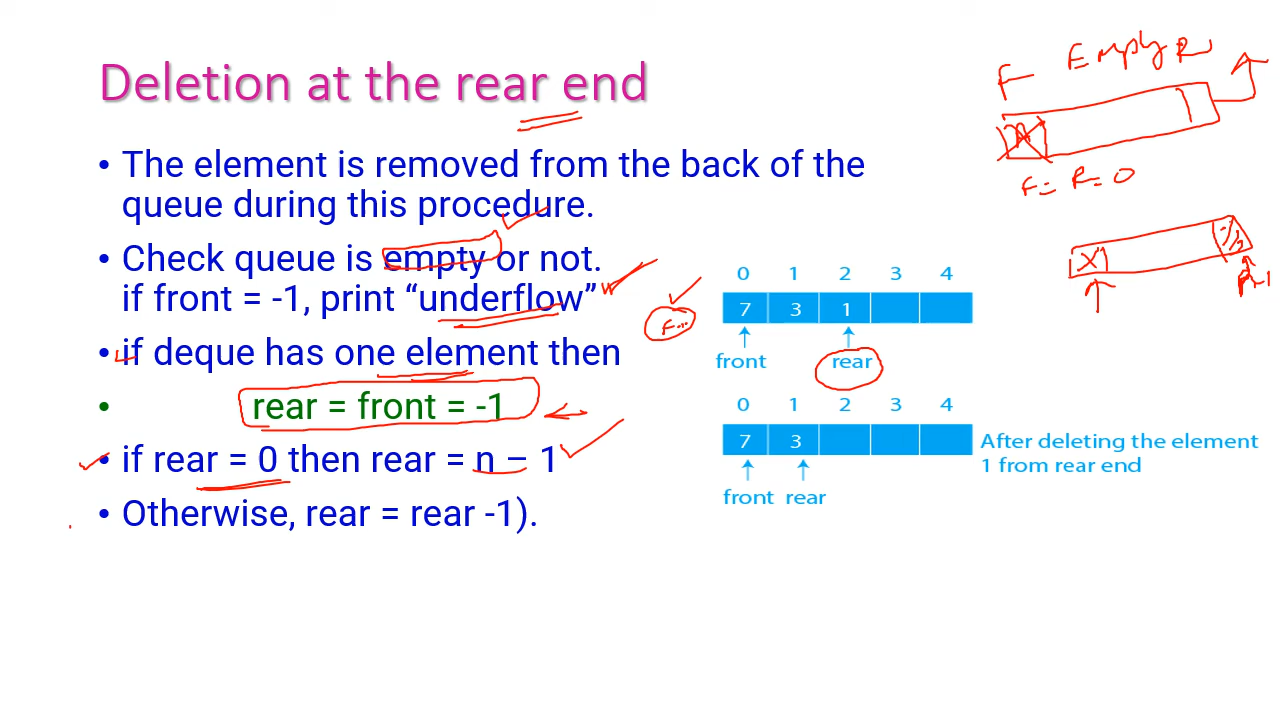 Deletion at the rear end
• The element is removed from the back of the
queue during this procedure.
• Check queue is empty or not.
if front = -1, print “underflow”
• if deque has one element then
• rear = front = -1
• if rear = 0 then rear = n – 1
• Otherwise, rear = rear -1).
F Empty R
F = R = 0
0 1 2 3 4
7 3 1
front rear
0 1 2 3 4
7 3
front rear
After deleting the element
1 from rear end